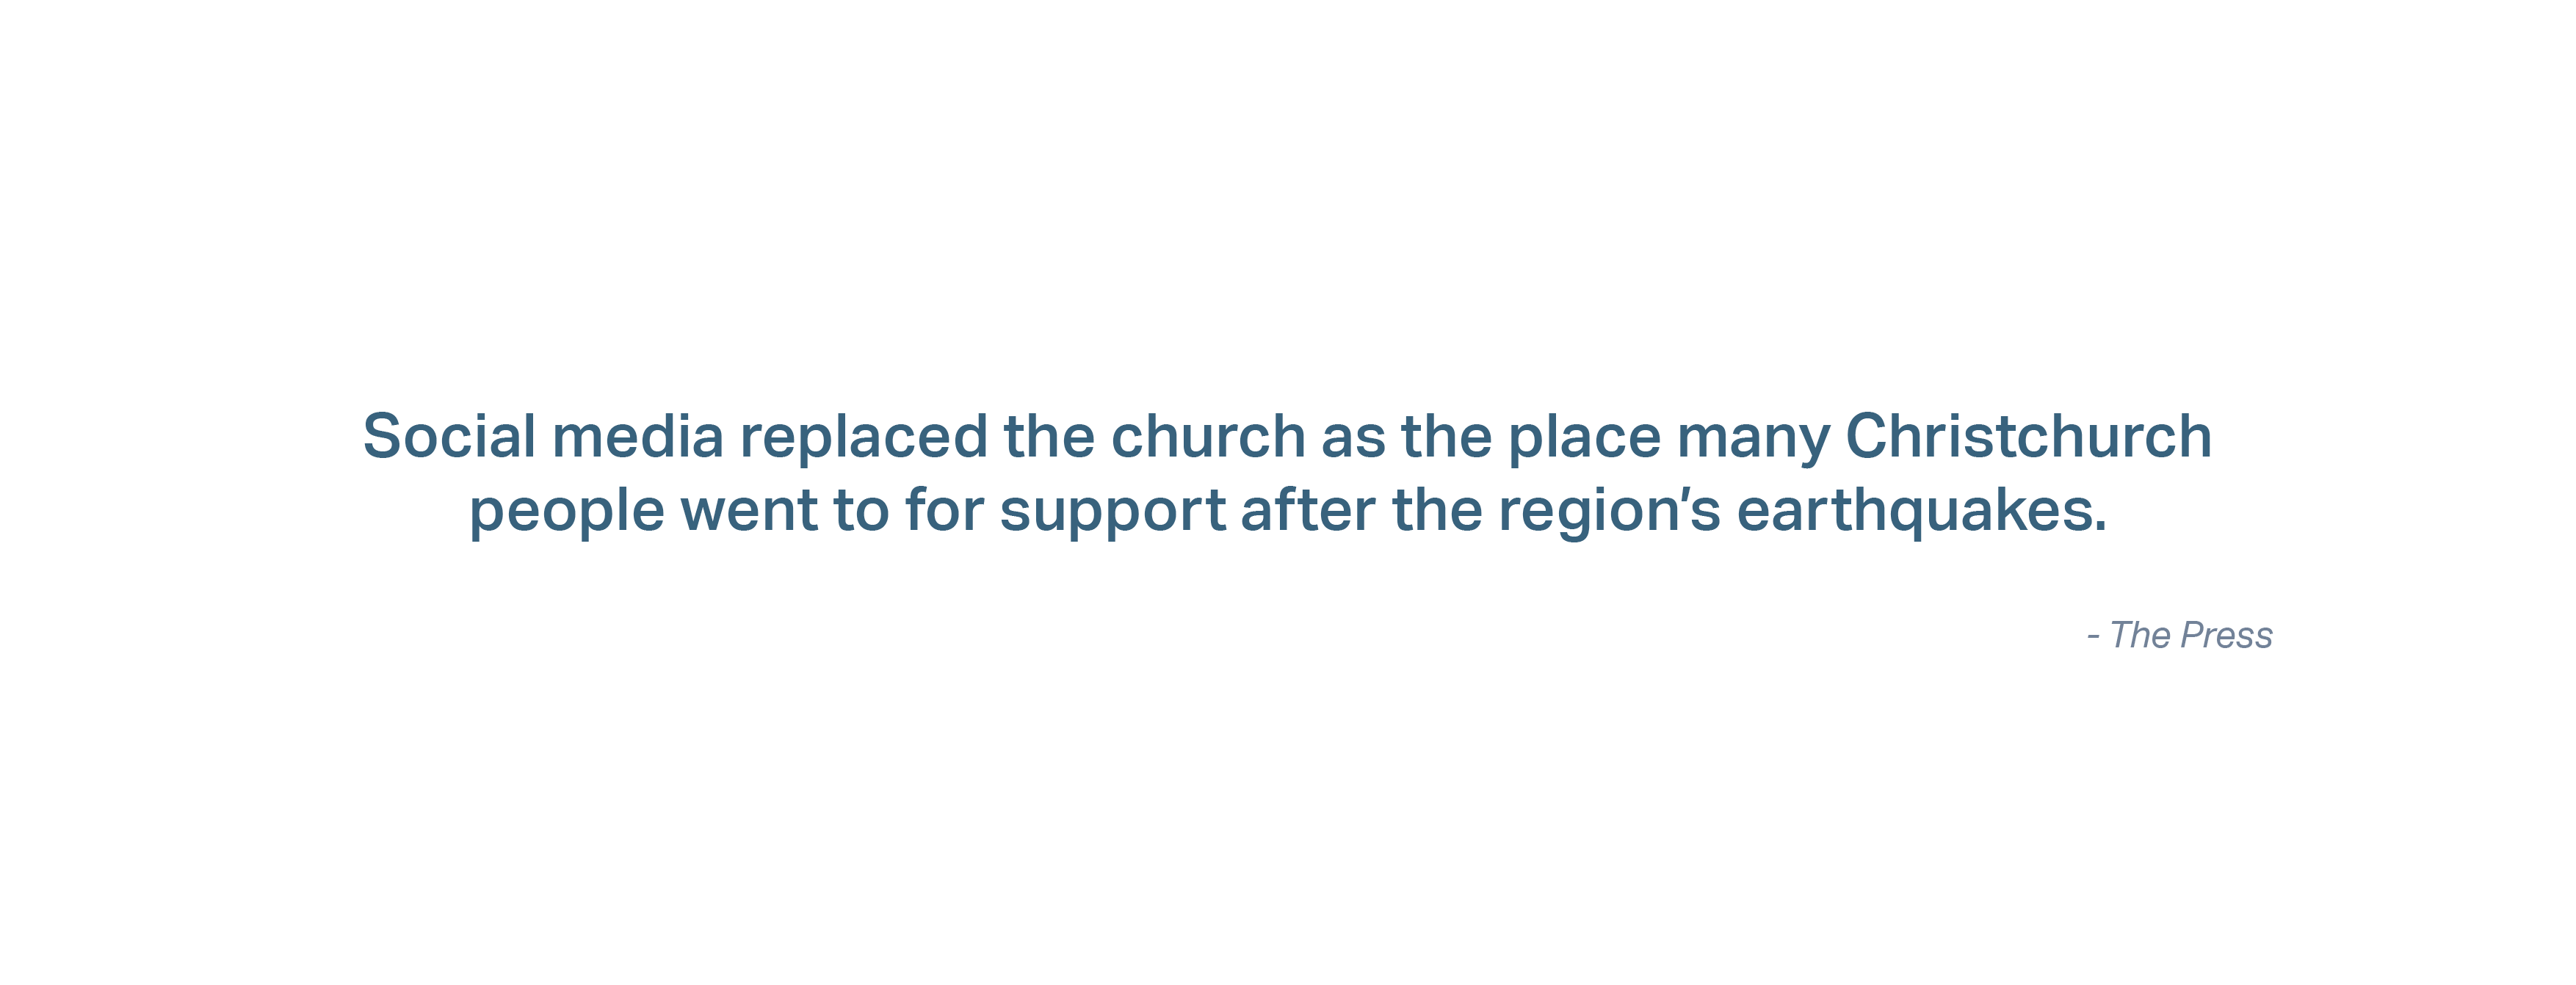 Social media replaced the church as the place many Christchurch
people went to for support after the region's earthquakes.
- The Press